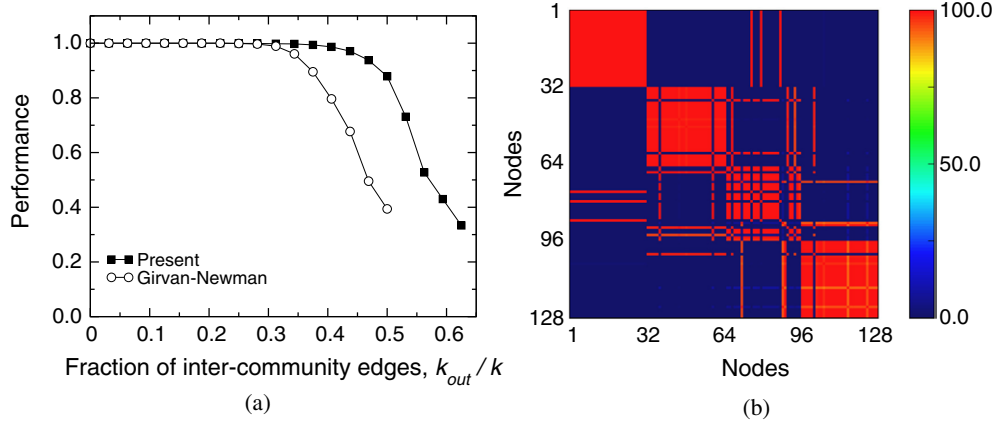 Performance
1.0
0.8
0.6
0.4
0.2
0.0
Present
Girvan-Newman
0 0.1 0.2 0.3 0.4 0.5 0.6
Fraction of inter-community edges, k_out / k
(a)
Nodes
1
32
64
96
128
1 32 64 96 128
Nodes
100.0
50.0
0.0
(b)